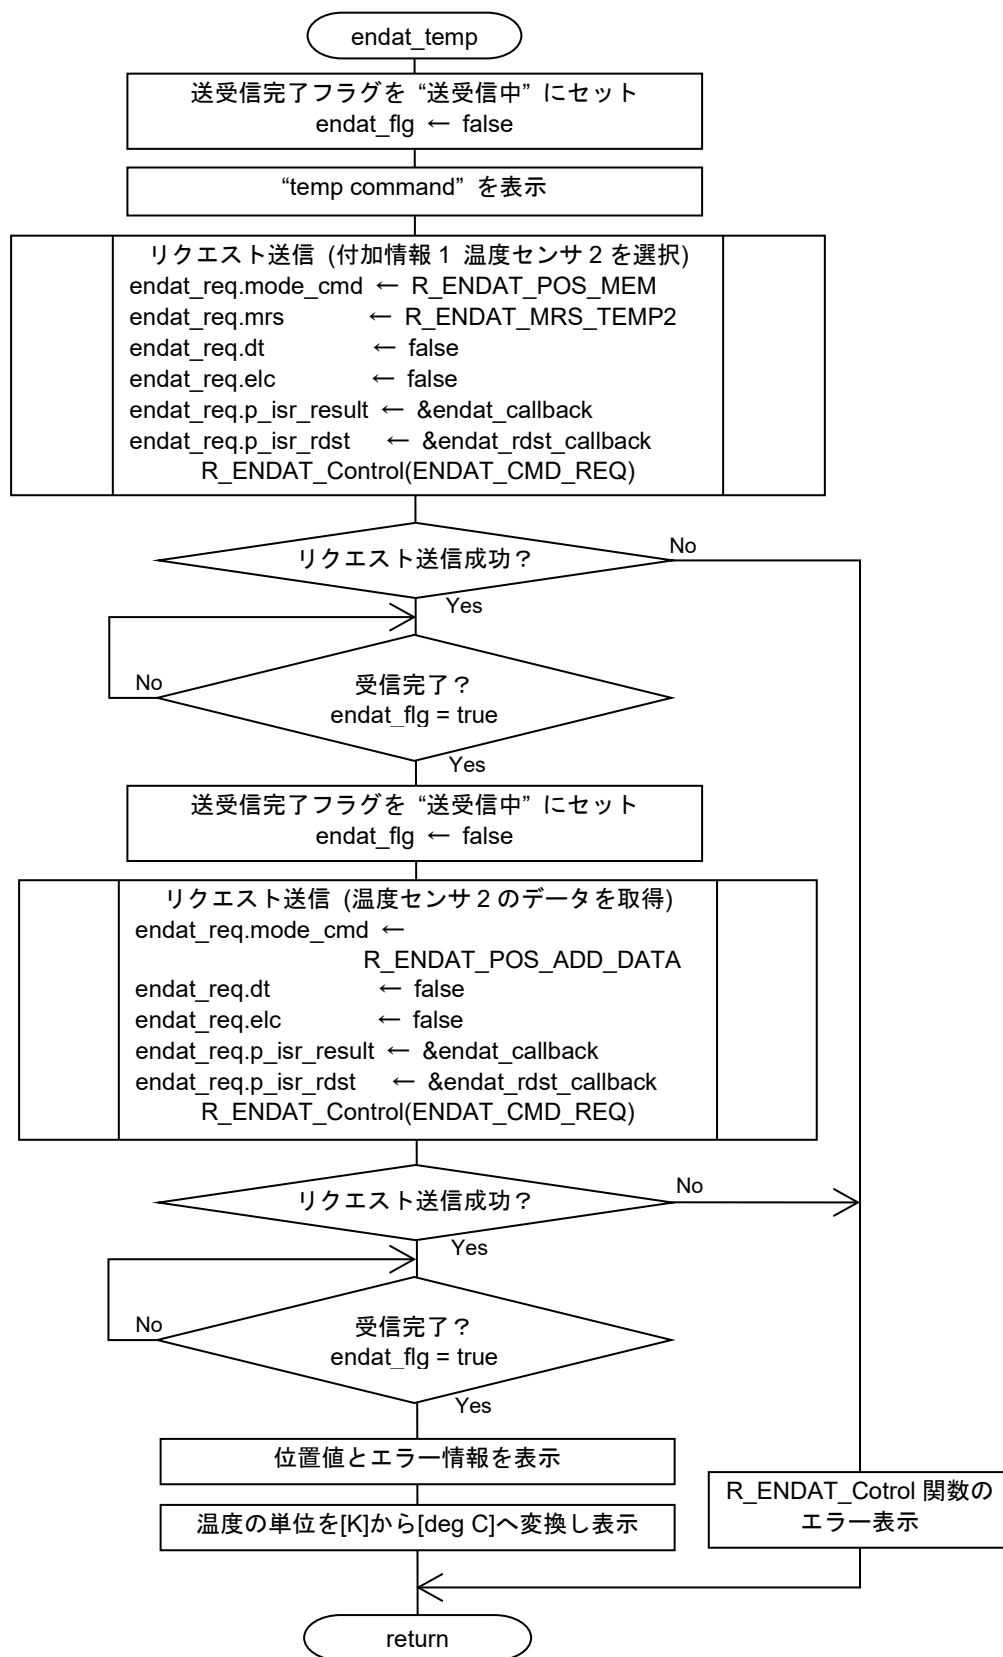 endat_temp
送受信完了フラグを “送受信中” にセット
endat_flg ← false
“temp command” を表示
リクエスト送信 (付加情報1 温度センサ2を選択)
endat_req.mode_cmd ← R_ENDAT_POS_MEM
endat_req.mrs ← R_ENDAT_MRS_TEMP2
endat_req.dt ← false
endat_req.elc ← false
endat_req.p_isr_result ← &endat_callback
endat_req.p_isr_rdst ← &endat_rdst_callback
R_ENDAT_Control(ENDAT_CMD_REQ)
リクエスト送信成功?
No
Yes
受信完了?
No
endat_flg = true
Yes
送受信完了フラグを “送受信中” にセット
endat_flg ← false
リクエスト送信 (温度センサ2のデータを取得)
endat_req.mode_cmd ←
R_ENDAT_POS_ADD_DATA
endat_req.dt ← false
endat_req.elc ← false
endat_req.p_isr_result ← &endat_callback
endat_req.p_isr_rdst ← &endat_rdst_callback
R_ENDAT_Control(ENDAT_CMD_REQ)
リクエスト送信成功?
No
Yes
受信完了?
No
endat_flg = true
Yes
位置値とエラー情報を表示
温度の単位を[K]から[deg C]へ変換し表示
R_ENDAT_Cotrol 関数の
エラー表示
return